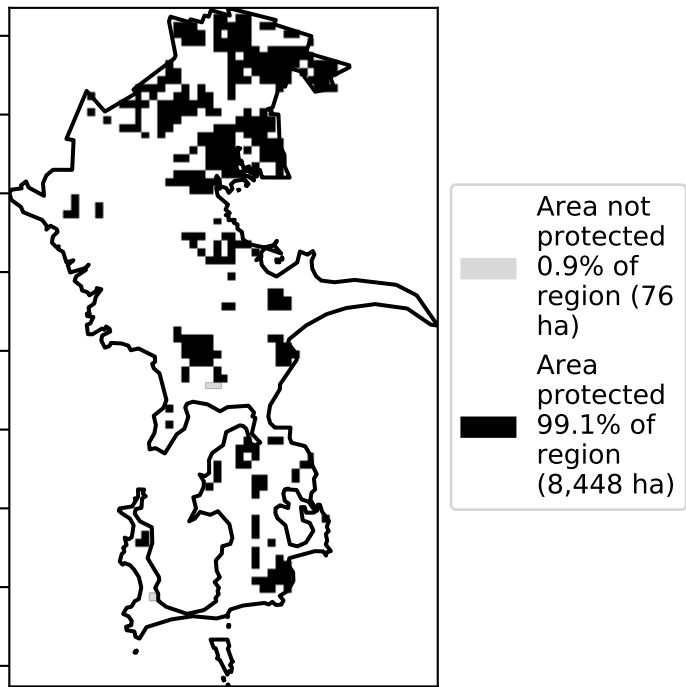 Area not
protected
0.9% of
region (76
ha)
Area
protected
99.1% of
region
(8,448 ha)